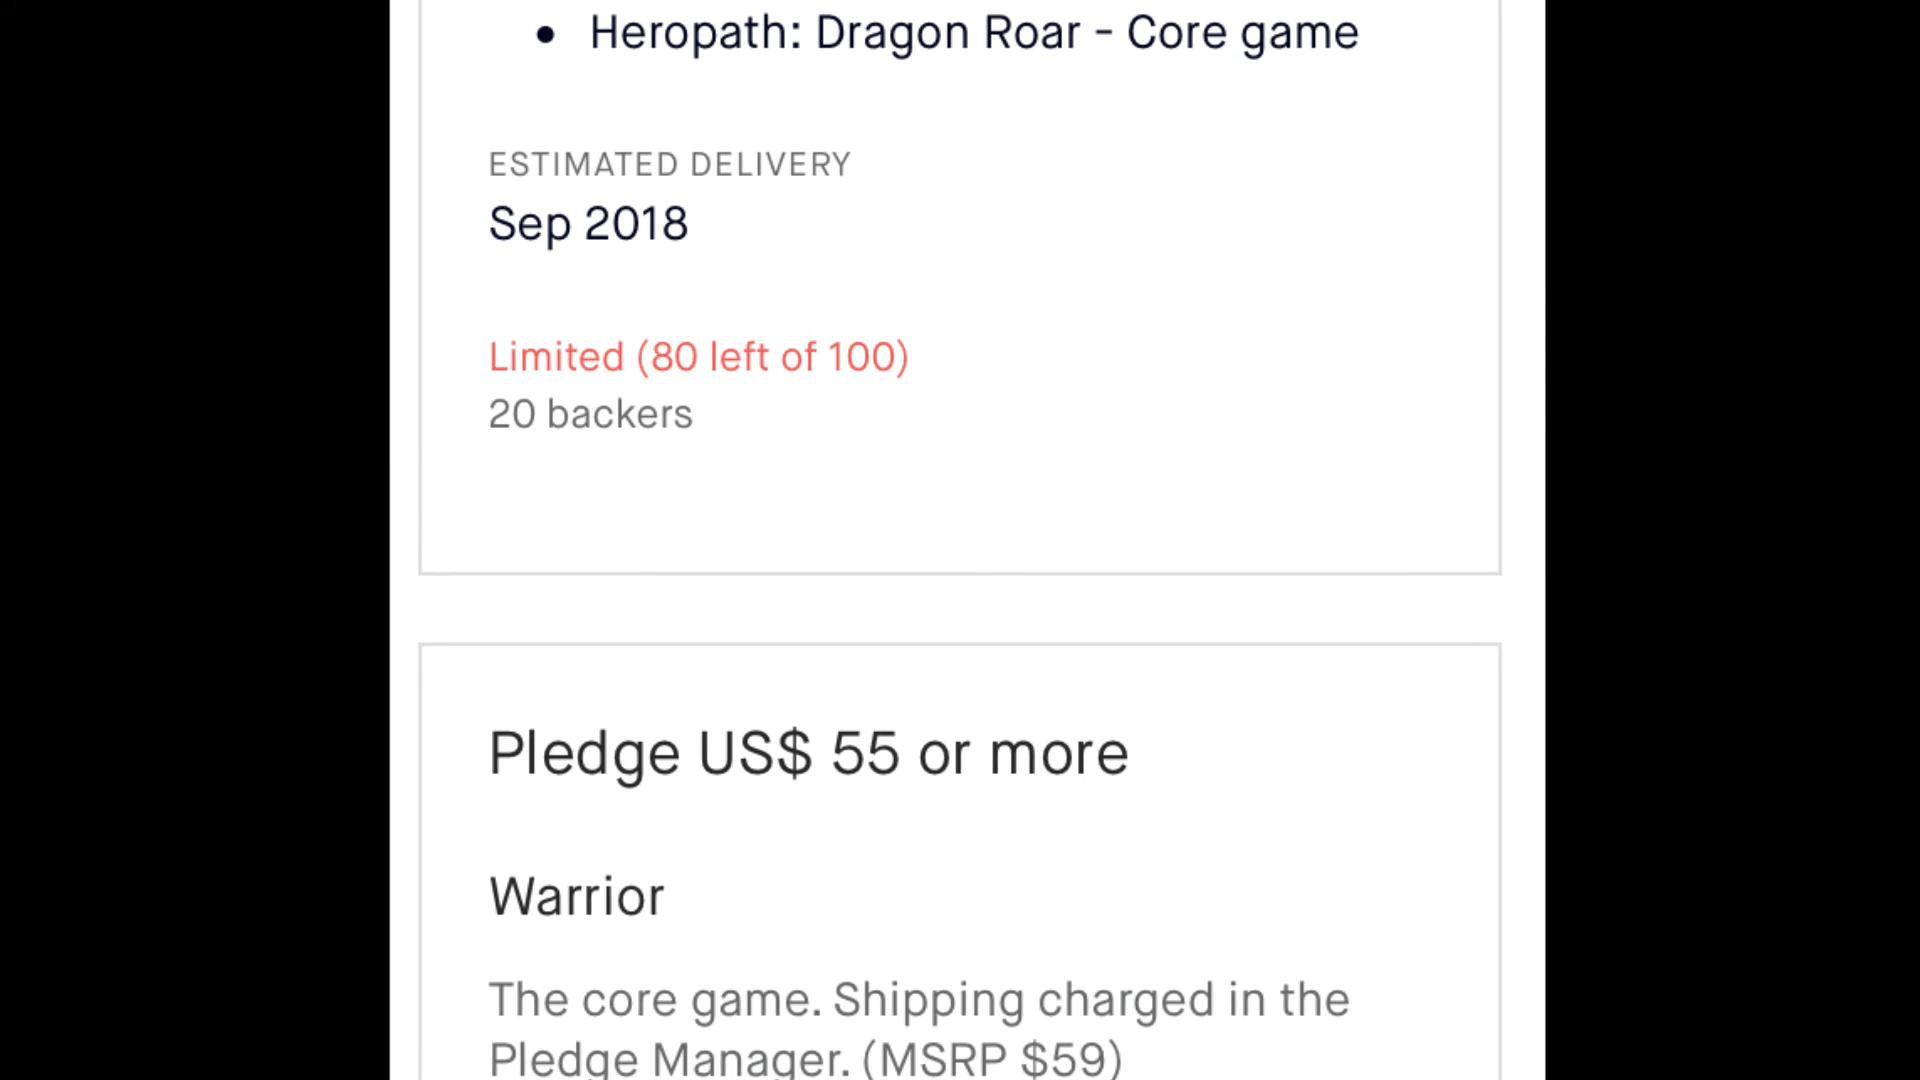 • Heropath: Dragon Roar - Core game
ESTIMATED DELIVERY
Sep 2018
Limited (80 left of 100)
20 backers
Pledge US$ 55 or more
Warrior
The core game. Shipping charged in the
Pledge Manager. (MSRP $59)